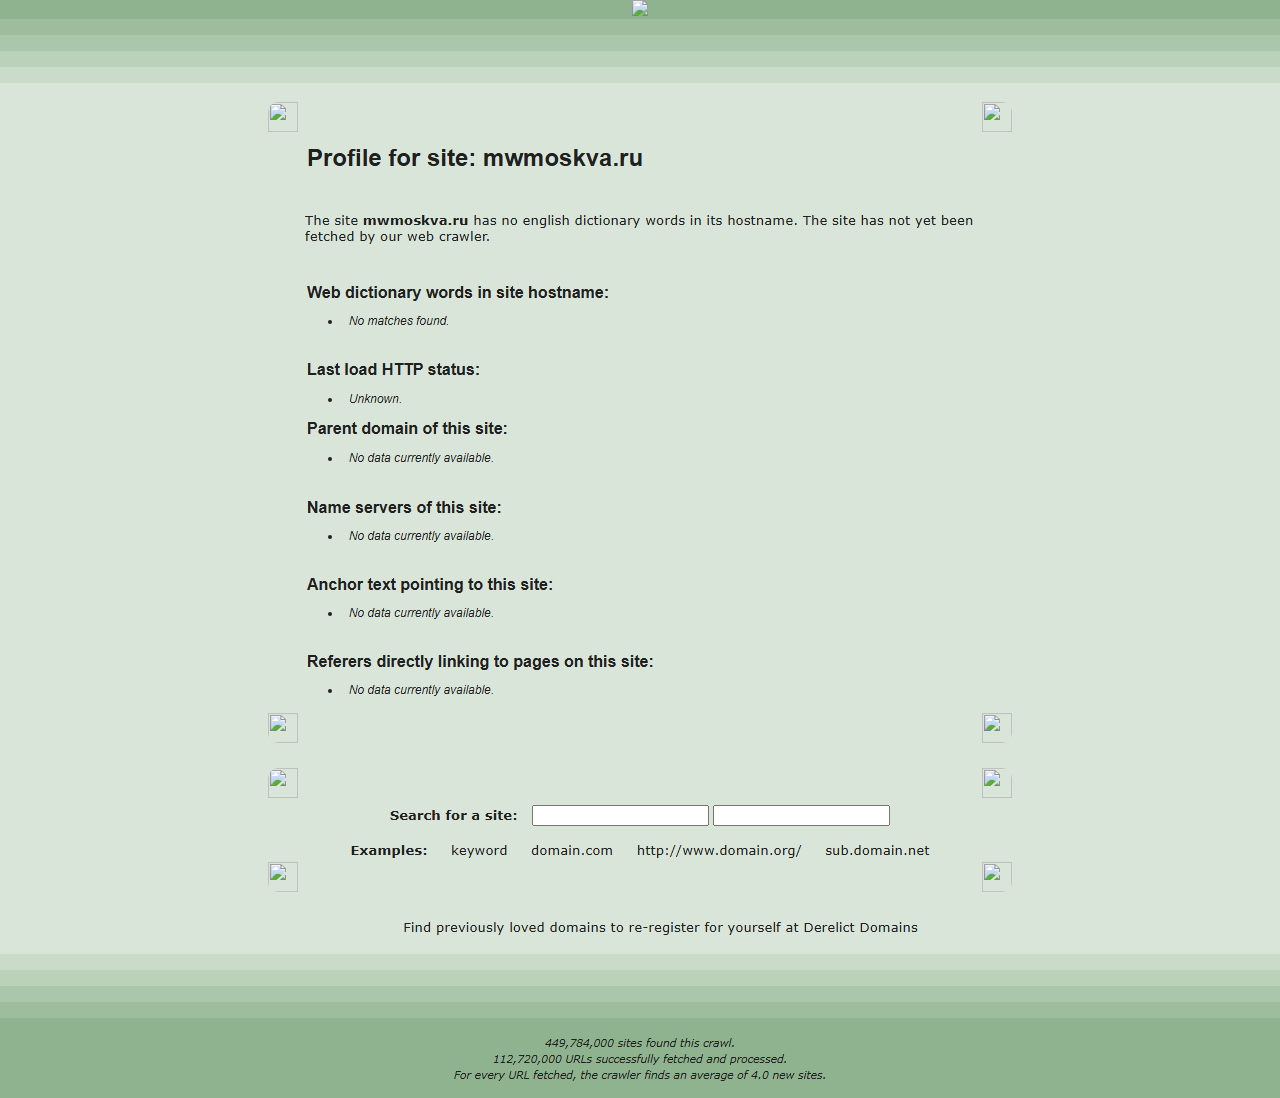 Profile for site: mwmoskva.ru
The site mwmoskva.ru has no english dictionary words in its hostname. The site has not yet been
fetched by our web crawler.
Web dictionary words in site hostname:
No matches found.
Last load HTTP status:
Unknown.
Parent domain of this site:
No data currently available.
Name servers of this site:
No data currently available.
Anchor text pointing to this site:
No data currently available.
Referers directly linking to pages on this site:
No data currently available.
Search for a site:
Examples: keyword domain.com http://www.domain.org/ sub.domain.net
Find previously loved domains to re-register for yourself at Derelict Domains
449,784,000 sites found this crawl.
112,720,000 URLs successfully fetched and processed.
For every URL fetched, the crawler finds an average of 4.0 new sites.